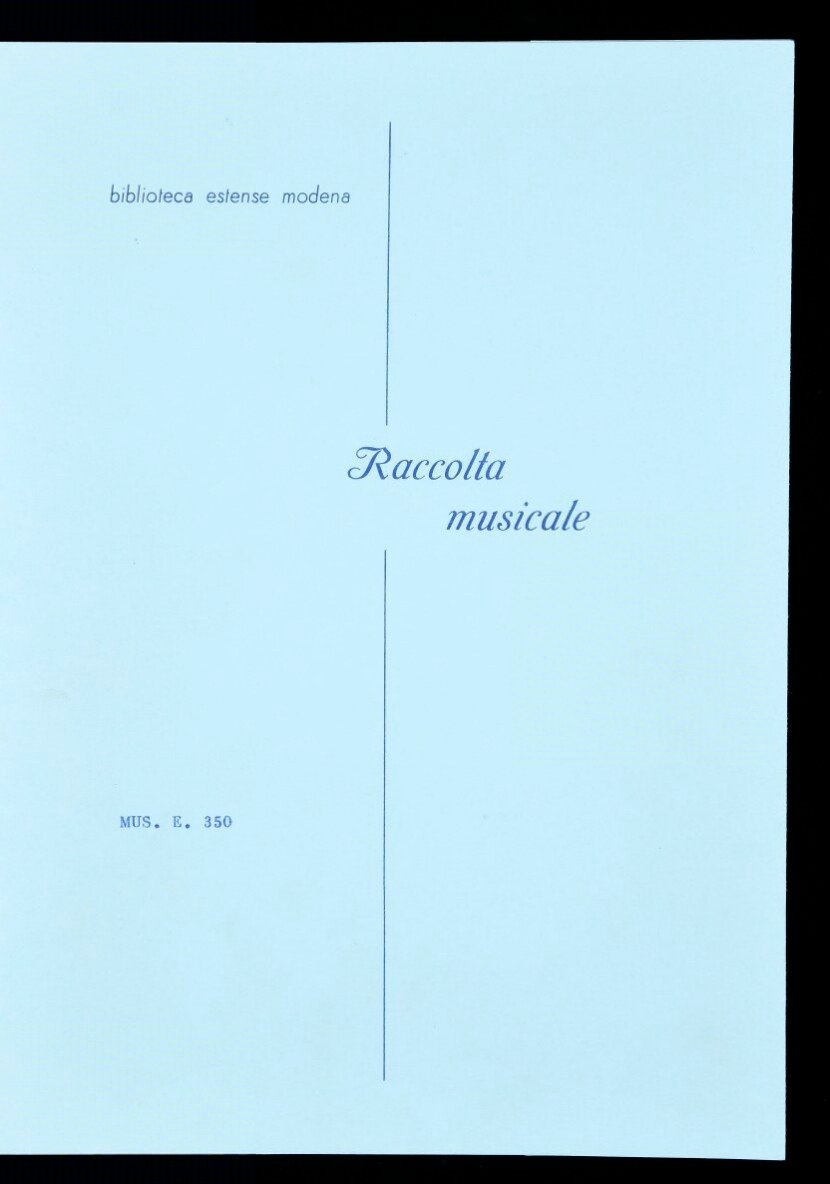 biblioteca estense modena
Raccolta
musicale
MUS. E. 350